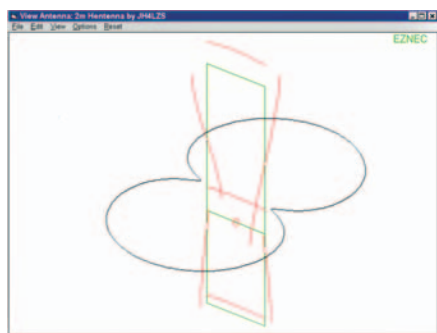 View Antenna: 2m Hentenna by JH4LZS
File Edit View Options Reset
EZNEC